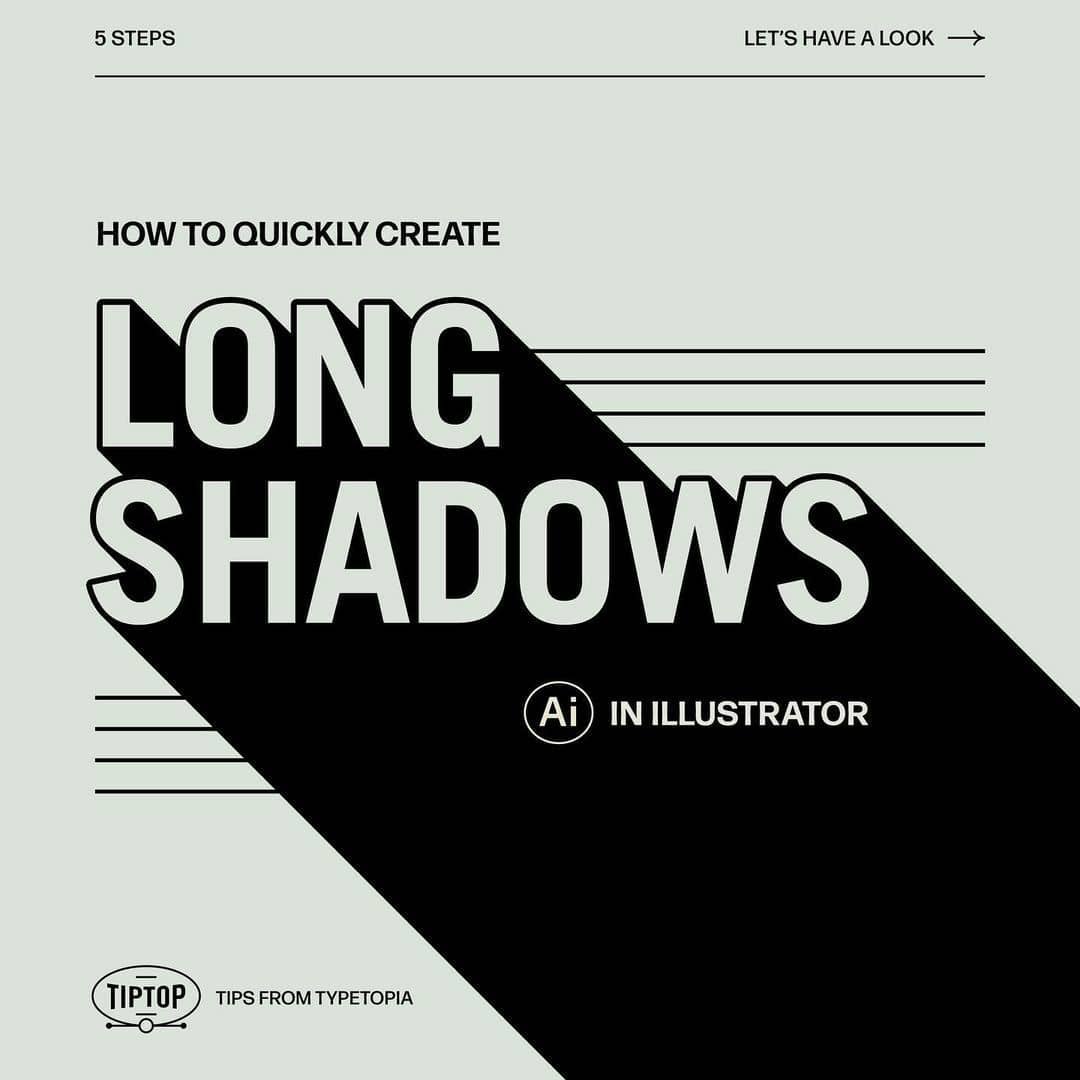 5 STEPS
LET'S HAVE A LOOK
HOW TO QUICKLY CREATE
LONG
SHADOWS
Ai IN ILLUSTRATOR
TIPTOP
TIPS FROM TYPETOPIA